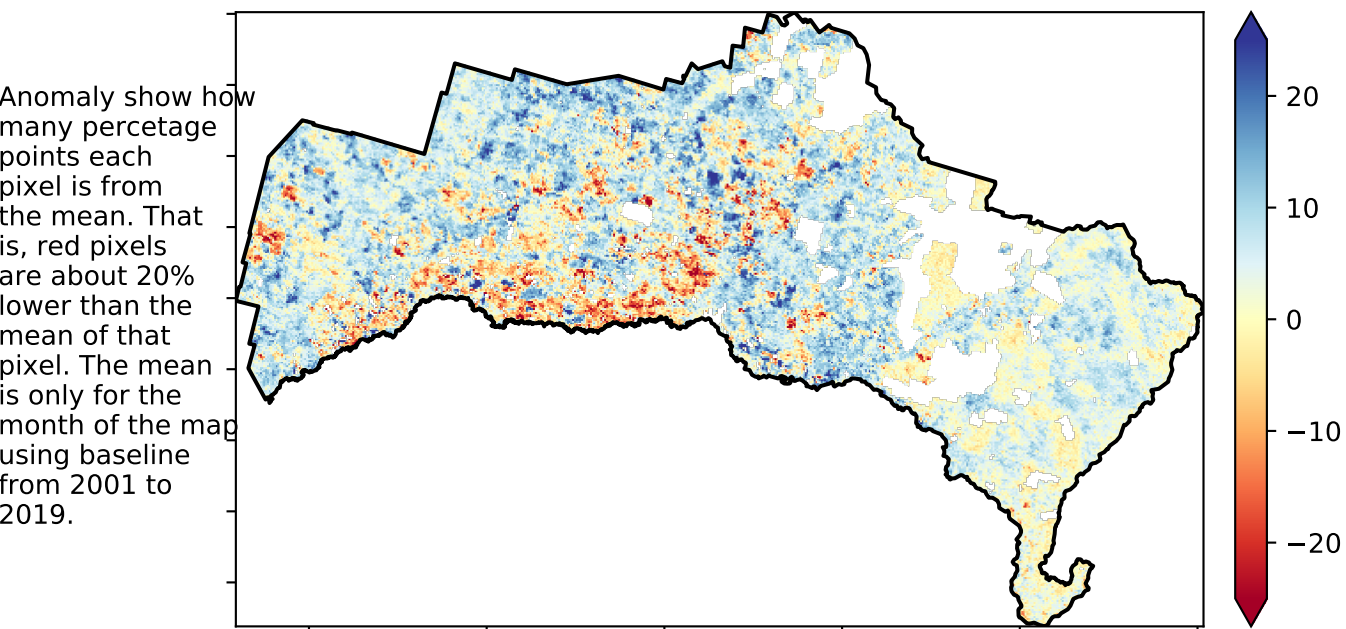 Anomaly show how
many percetage
points each
pixel is from
the mean. That
is, red pixels
are about 20%
lower than the
mean of that
pixel. The mean
is only for the
month of the map
using baseline
from 2001 to
2019.
20
10
0
−10
−20